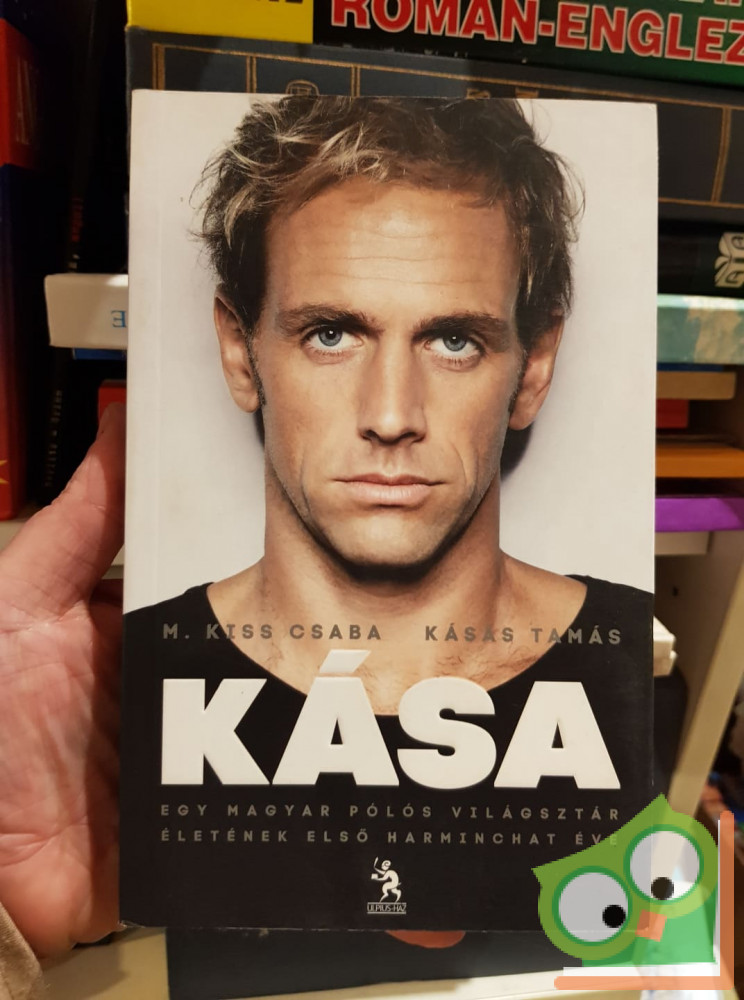 ROMAN-ENGLEZ
M. KISS CSABA KÁSÁS TAMÁS
KÁSA
EGY MAGYAR PÓLÓS VILÁGSZTÁR
ÉLETÉNEK ELSŐ HARMINCHAT ÉVE
ULPIUS-HÁZ